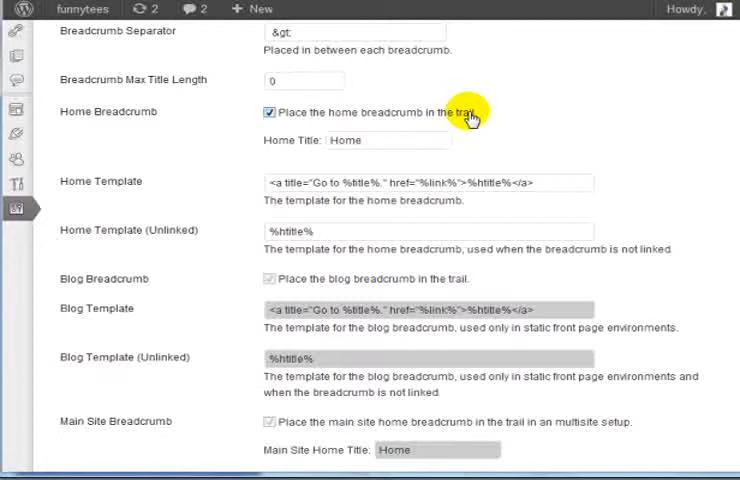 funnytees 2 2 + New Howdy,
Breadcrumb Separator &gt;
Placed in between each breadcrumb.
Breadcrumb Max Title Length 0
Home Breadcrumb Place the home breadcrumb in the trail.
Home Title: Home
Home Template <a title="Go to %title%." href="%link%">%htitle%</a>
The template for the home breadcrumb.
Home Template (Unlinked) %htitle%
The template for the home breadcrumb, used when the breadcrumb is not linked.
Blog Breadcrumb Place the blog breadcrumb in the trail.
Blog Template <a title="Go to %title%." href="%link%">%htitle%</a>
The template for the blog breadcrumb, used only in static front page environments.
Blog Template (Unlinked) %htitle%
The template for the blog breadcrumb, used only in static front page environments and
when the breadcrumb is not linked.
Main Site Breadcrumb Place the main site home breadcrumb in the trail in an multisite setup.
Main Site Home Title: Home